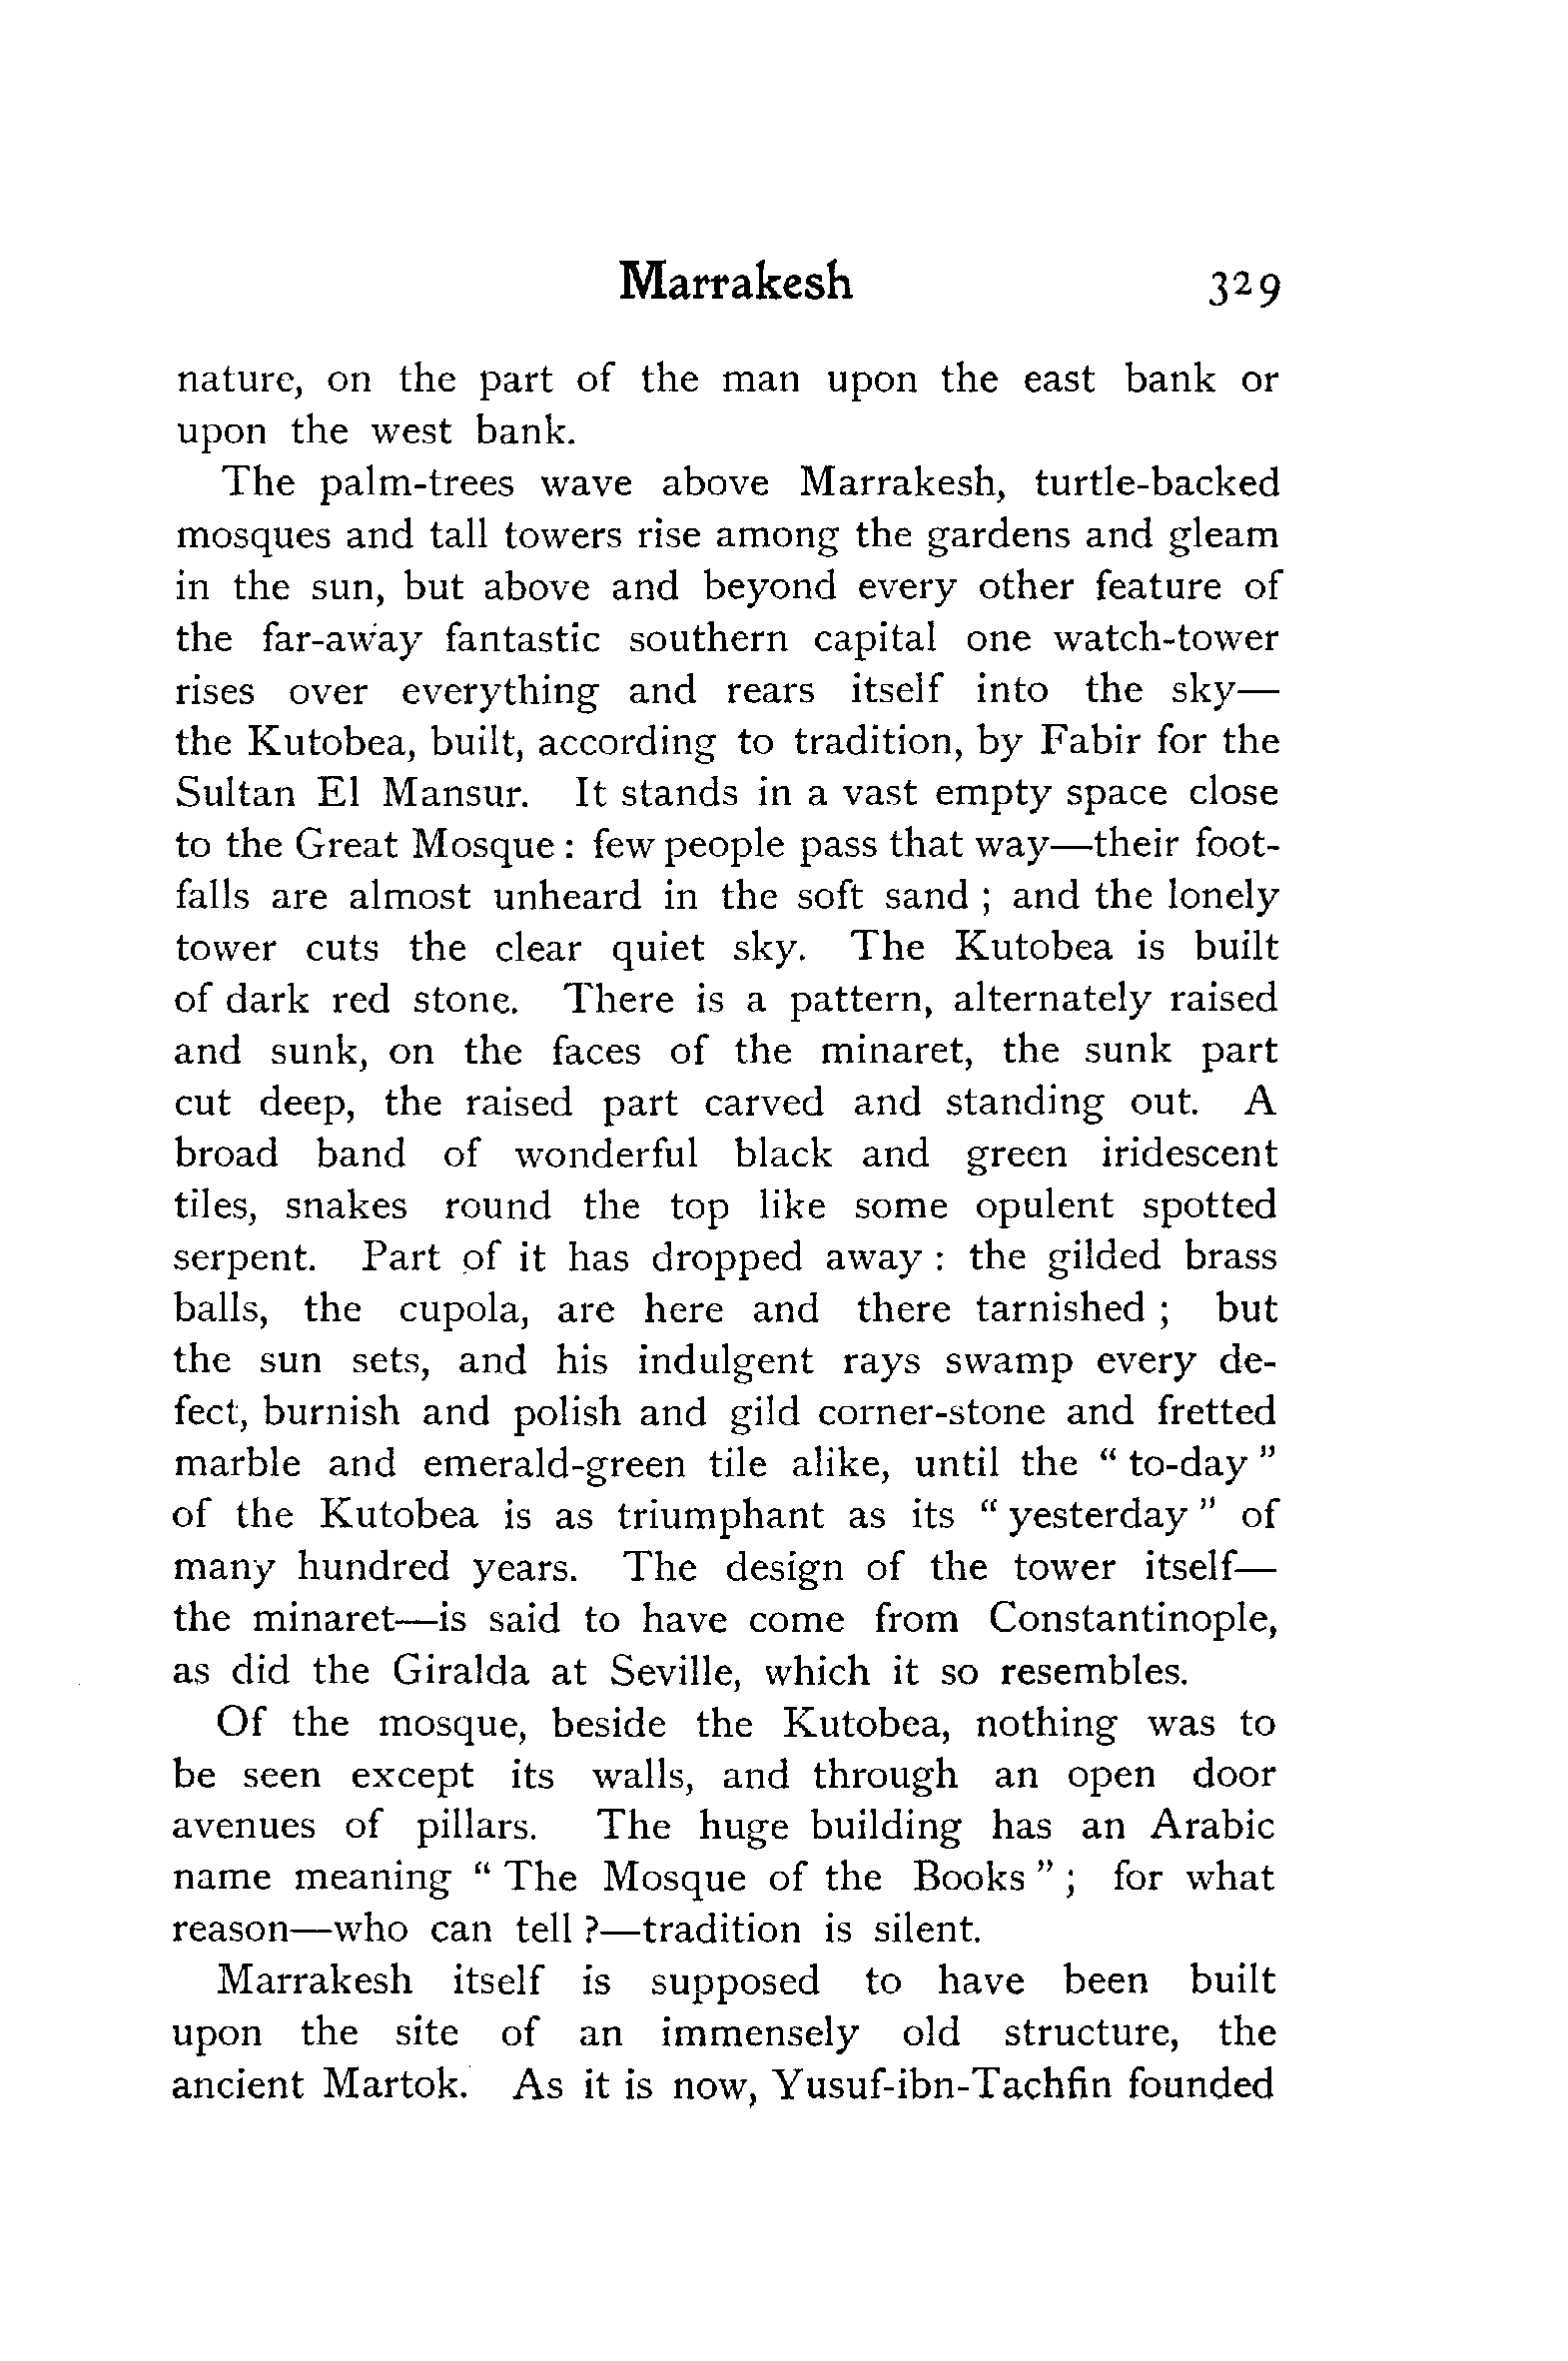 Marrakesh 329
nature, on the part of the man upon the east bank or
upon the west bank.
The palm-trees wave above Marrakesh, turtle-backed
mosques and tall towers rise among the gardens and gleam
in the sun, but above and beyond every other feature of
the far-away fantastic southern capital one watch-tower
rises over everything and rears itself into the sky—
the Kutobea, built, according to tradition, by Fabir for the
Sultan El Mansur. It stands in a vast empty space close
to the Great Mosque : few people pass that way—their foot-
falls are almost unheard in the soft sand ; and the lonely
tower cuts the clear quiet sky. The Kutobea is built
of dark red stone. There is a pattern, alternately raised
and sunk, on the faces of the minaret, the sunk part
cut deep, the raised part carved and standing out. A
broad band of wonderful black and green iridescent
tiles, snakes round the top like some opulent spotted
serpent. Part of it has dropped away : the gilded brass
balls, the cupola, are here and there tarnished ; but
the sun sets, and his indulgent rays swamp every de-
fect, burnish and polish and gild corner-stone and fretted
marble and emerald-green tile alike, until the “ to-day ”
of the Kutobea is as triumphant as its “ yesterday ” of
many hundred years. The design of the tower itself—
the minaret—is said to have come from Constantinople,
as did the Giralda at Seville, which it so resembles.
Of the mosque, beside the Kutobea, nothing was to
be seen except its walls, and through an open door
avenues of pillars. The huge building has an Arabic
name meaning “ The Mosque of the Books ” ; for what
reason—who can tell ?—tradition is silent.
Marrakesh itself is supposed to have been built
upon the site of an immensely old structure, the
ancient Martok. As it is now, Yusuf-ibn-Tachfin founded